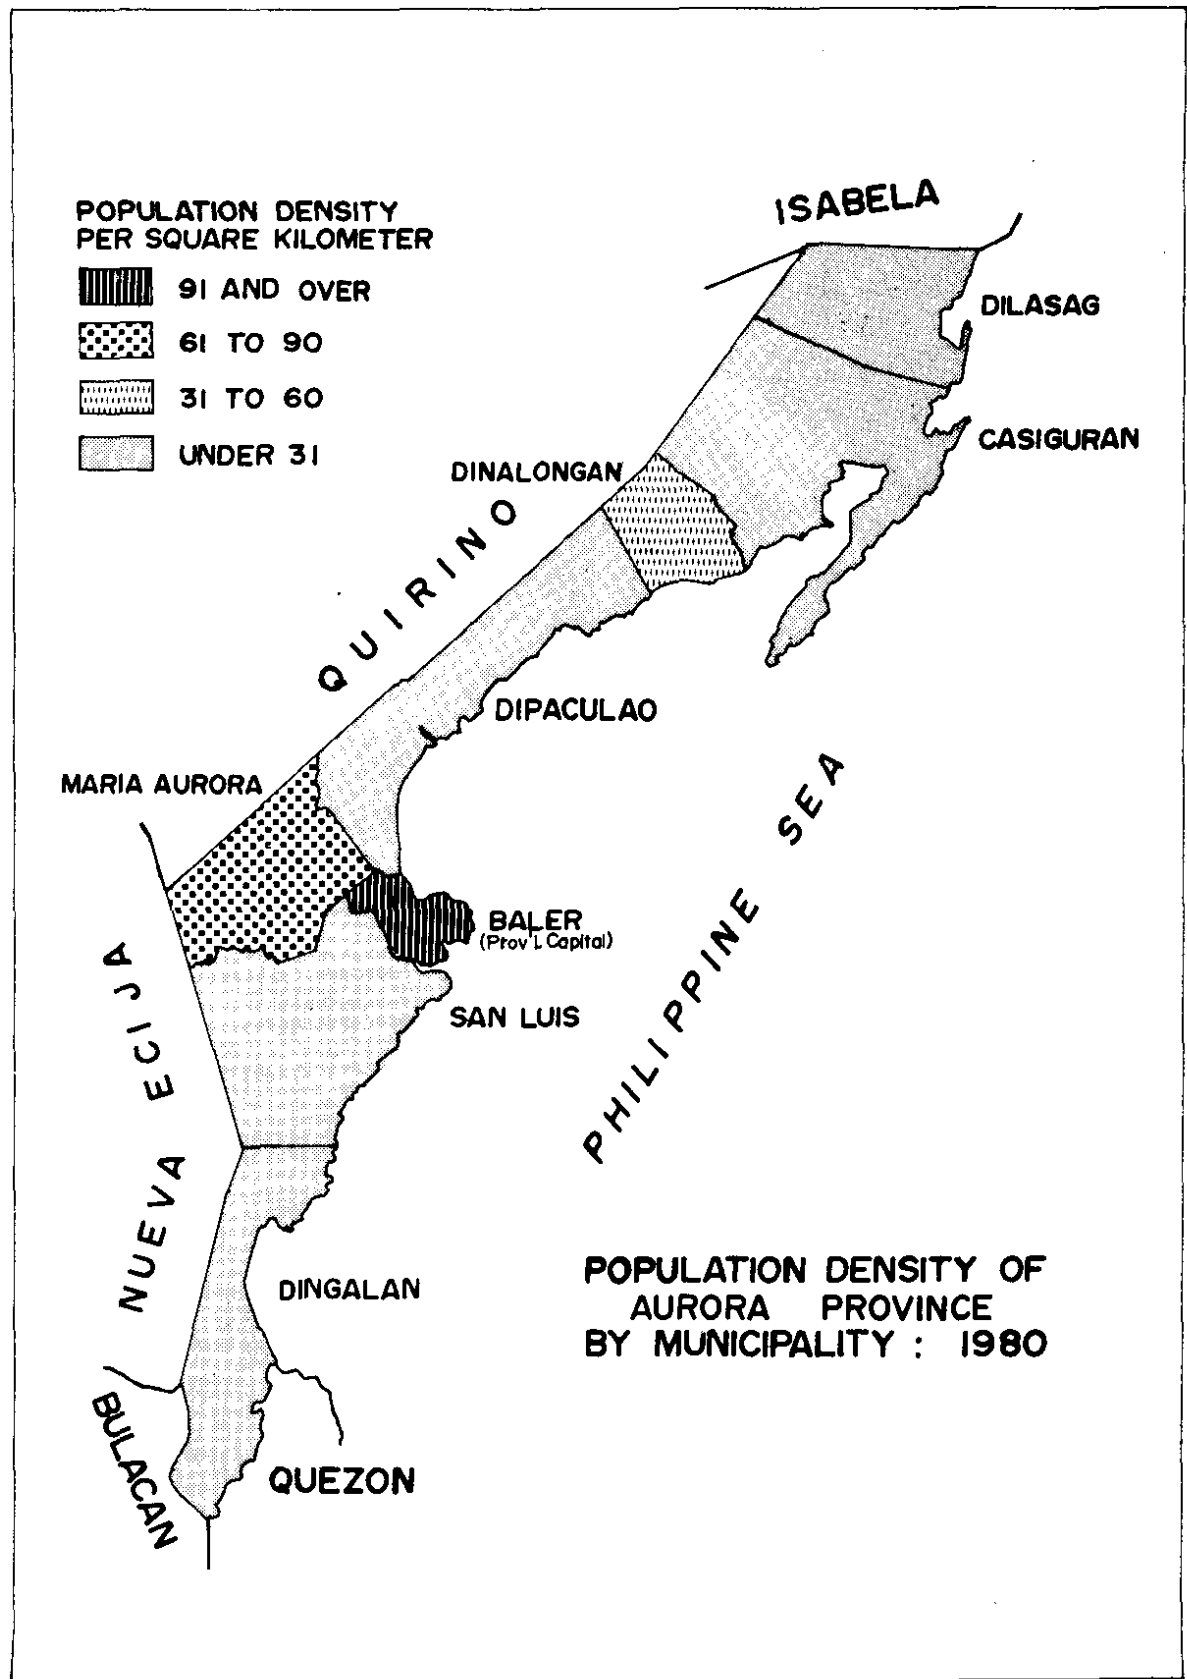 POPULATION DENSITY
PER SQUARE KILOMETER
91 AND OVER
61 TO 90
31 TO 60
UNDER 31
ISABELA
DILASAG
CASIGURAN
DINALONGAN
QUIRINO
DIPACULAO
MARIA AURORA
PHILIPPINE SEA
BALER
(Prov'l. Capital)
SAN LUIS
NUEVA ECIJA
DINGALAN
POPULATION DENSITY OF
AURORA PROVINCE
BY MUNICIPALITY : 1980
BULACAN
QUEZON